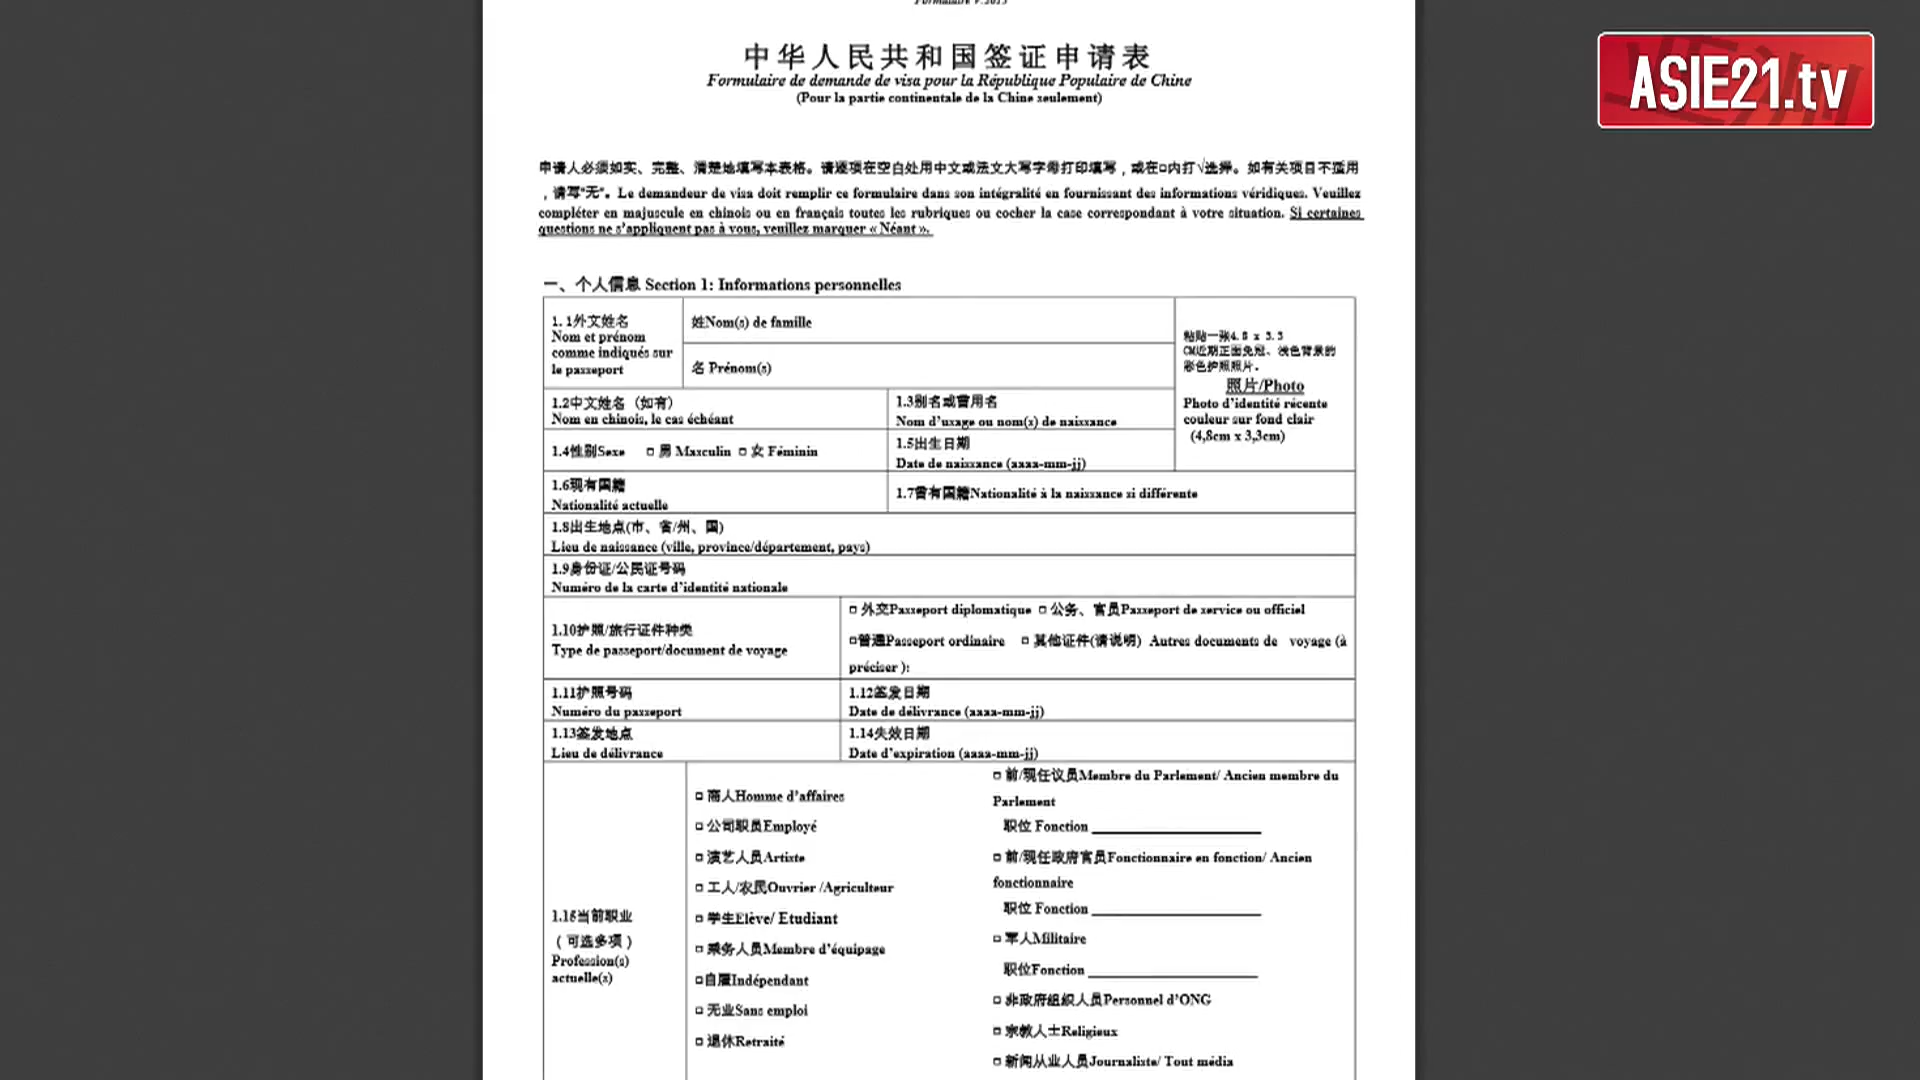 Formulaire V.2013
ASIE21.tv
中华人民共和国签证申请表
Formulaire de demande de visa pour la République Populaire de Chine
(Pour la partie continentale de la Chine seulement)
申请人必须如实、完整、清楚地填写本表格。请逐项在空白处用中文或法文大写字母打印填写，或在□内打√选择。如有关项目不适用
，请写“无”。Le demandeur de visa doit remplir ce formulaire dans son intégralité en fournissant des informations véridiques. Veuillez
compléter en majuscule en chinois ou en français toutes les rubriques ou cocher la case correspondant à votre situation. Si certaines
questions ne s'appliquent pas à vous, veuillez marquer « Néant ».
一、个人信息 Section 1: Informations personnelles
1.1外文姓名
Nom et prénom
comme indiqués sur
le passeport
姓Nom(s) de famille
名 Prénom(s)
粘贴一张4.8 x 3.3
CM近期正面免冠、浅色背景的
彩色护照照片.
照片/Photo
Photo d'identité récente
couleur sur fond clair
(4,8cm x 3,3cm)
1.2中文姓名（如有）
Nom en chinois, le cas échéant
1.3别名或曾用名
Nom d'usage ou nom(s) de naissance
1.4性别Sexe □ 男 Masculin □ 女 Féminin
1.5出生日期
Date de naissance (aaaa-mm-jj)
1.6现有国籍
Nationalité actuelle
1.7曾有国籍Nationalité à la naissance si différente
1.8出生地点(市、省/州、国)
Lieu de naissance (ville, province/département, pays)
1.9身份证/公民证号码
Numéro de la carte d'identité nationale
1.10护照/旅行证件种类
Type de passeport/document de voyage
□ 外交Passeport diplomatique □ 公务、官员Passeport de service ou officiel
□普通Passeport ordinaire □ 其他证件(请说明) Autres documents de voyage (à
préciser ):
1.11护照号码
Numéro du passeport
1.12签发日期
Date de délivrance (aaaa-mm-jj)
1.13签发地点
Lieu de délivrance
1.14失效日期
Date d'expiration (aaaa-mm-jj)
1.15当前职业
（可选多项）
Profession(s)
actuelle(s)
□ 商人Homme d'affaires
□ 公司职员Employé
□ 演艺人员Artiste
□ 工人/农民Ouvrier /Agriculteur
□ 学生Elève/ Etudiant
□ 乘务人员Membre d'équipage
□自雇Indépendant
□ 无业Sans emploi
□ 退休Retraité
□ 前/现任议员Membre du Parlement/ Ancien membre du
Parlement
职位 Fonction
□ 前/现任政府官员Fonctionnaire en fonction/ Ancien
fonctionnaire
职位 Fonction
□ 军人Militaire
职位Fonction
□ 非政府组织人员Personnel d'ONG
□ 宗教人士Religieux
□ 新闻从业人员Journaliste/ Tout média